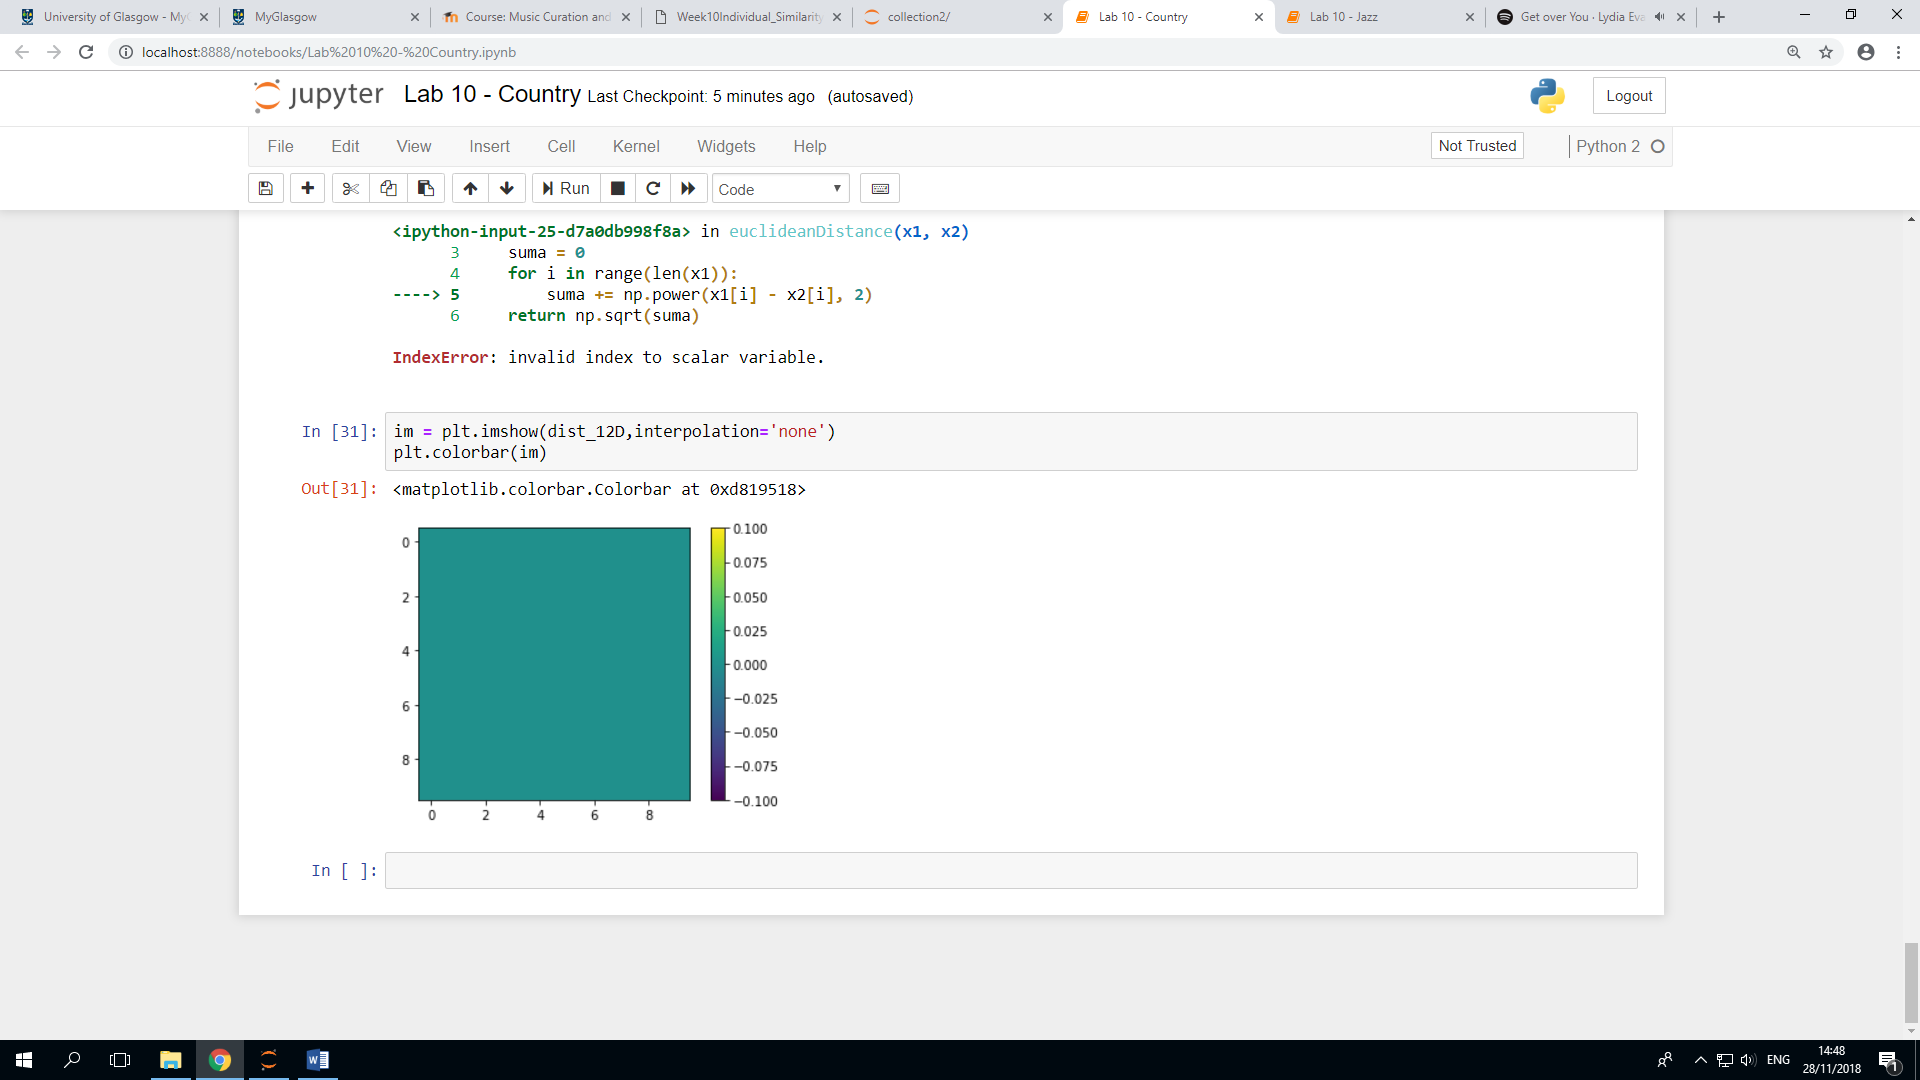 University of Glasgow - My
MyGlasgow
Course: Music Curation and
Week10Individual_Similarity
collection2/
Lab 10 - Country
Lab 10 - Jazz
Get over You · Lydia Eva
localhost:8888/notebooks/Lab%2010%20-%20Country.ipynb
jupyter Lab 10 - Country Last Checkpoint: 5 minutes ago (autosaved)
Logout
File Edit View Insert Cell Kernel Widgets Help
Not Trusted
Python 2
Run
Code
<ipython-input-25-d7a0db998f8a> in euclideanDistance(x1, x2)
3     suma = 0
4     for i in range(len(x1)):
----> 5         suma += np.power(x1[i] - x2[i], 2)
6     return np.sqrt(suma)
IndexError: invalid index to scalar variable.
In [31]: im = plt.imshow(dist_12D,interpolation='none')
plt.colorbar(im)
Out[31]: <matplotlib.colorbar.Colorbar at 0xd819518>
0
2
4
6
8
0 2 4 6 8
0.100
0.075
0.050
0.025
0.000
−0.025
−0.050
−0.075
−0.100
In [ ]:
ENG
14:48
28/11/2018
1